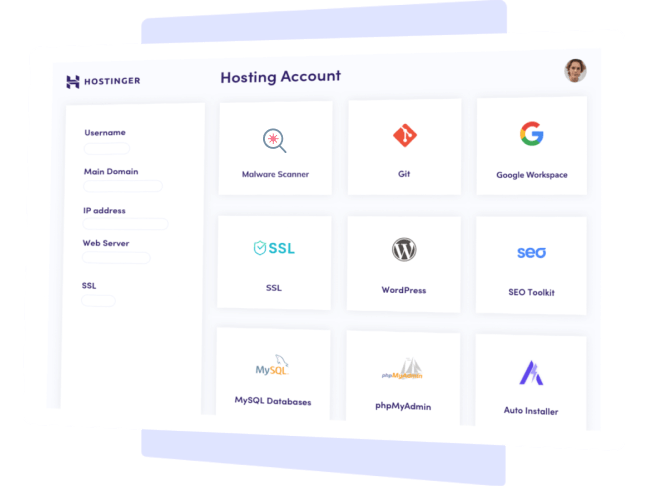 HOSTINGER
Hosting Account
Username
Main Domain
IP address
Web Server
SSL
Malware Scanner
Git
Google Workspace
SSL
SSL
WordPress
seo
SEO Toolkit
MySQL
MySQL Databases
phpMyAdmin
phpMyAdmin
Auto Installer